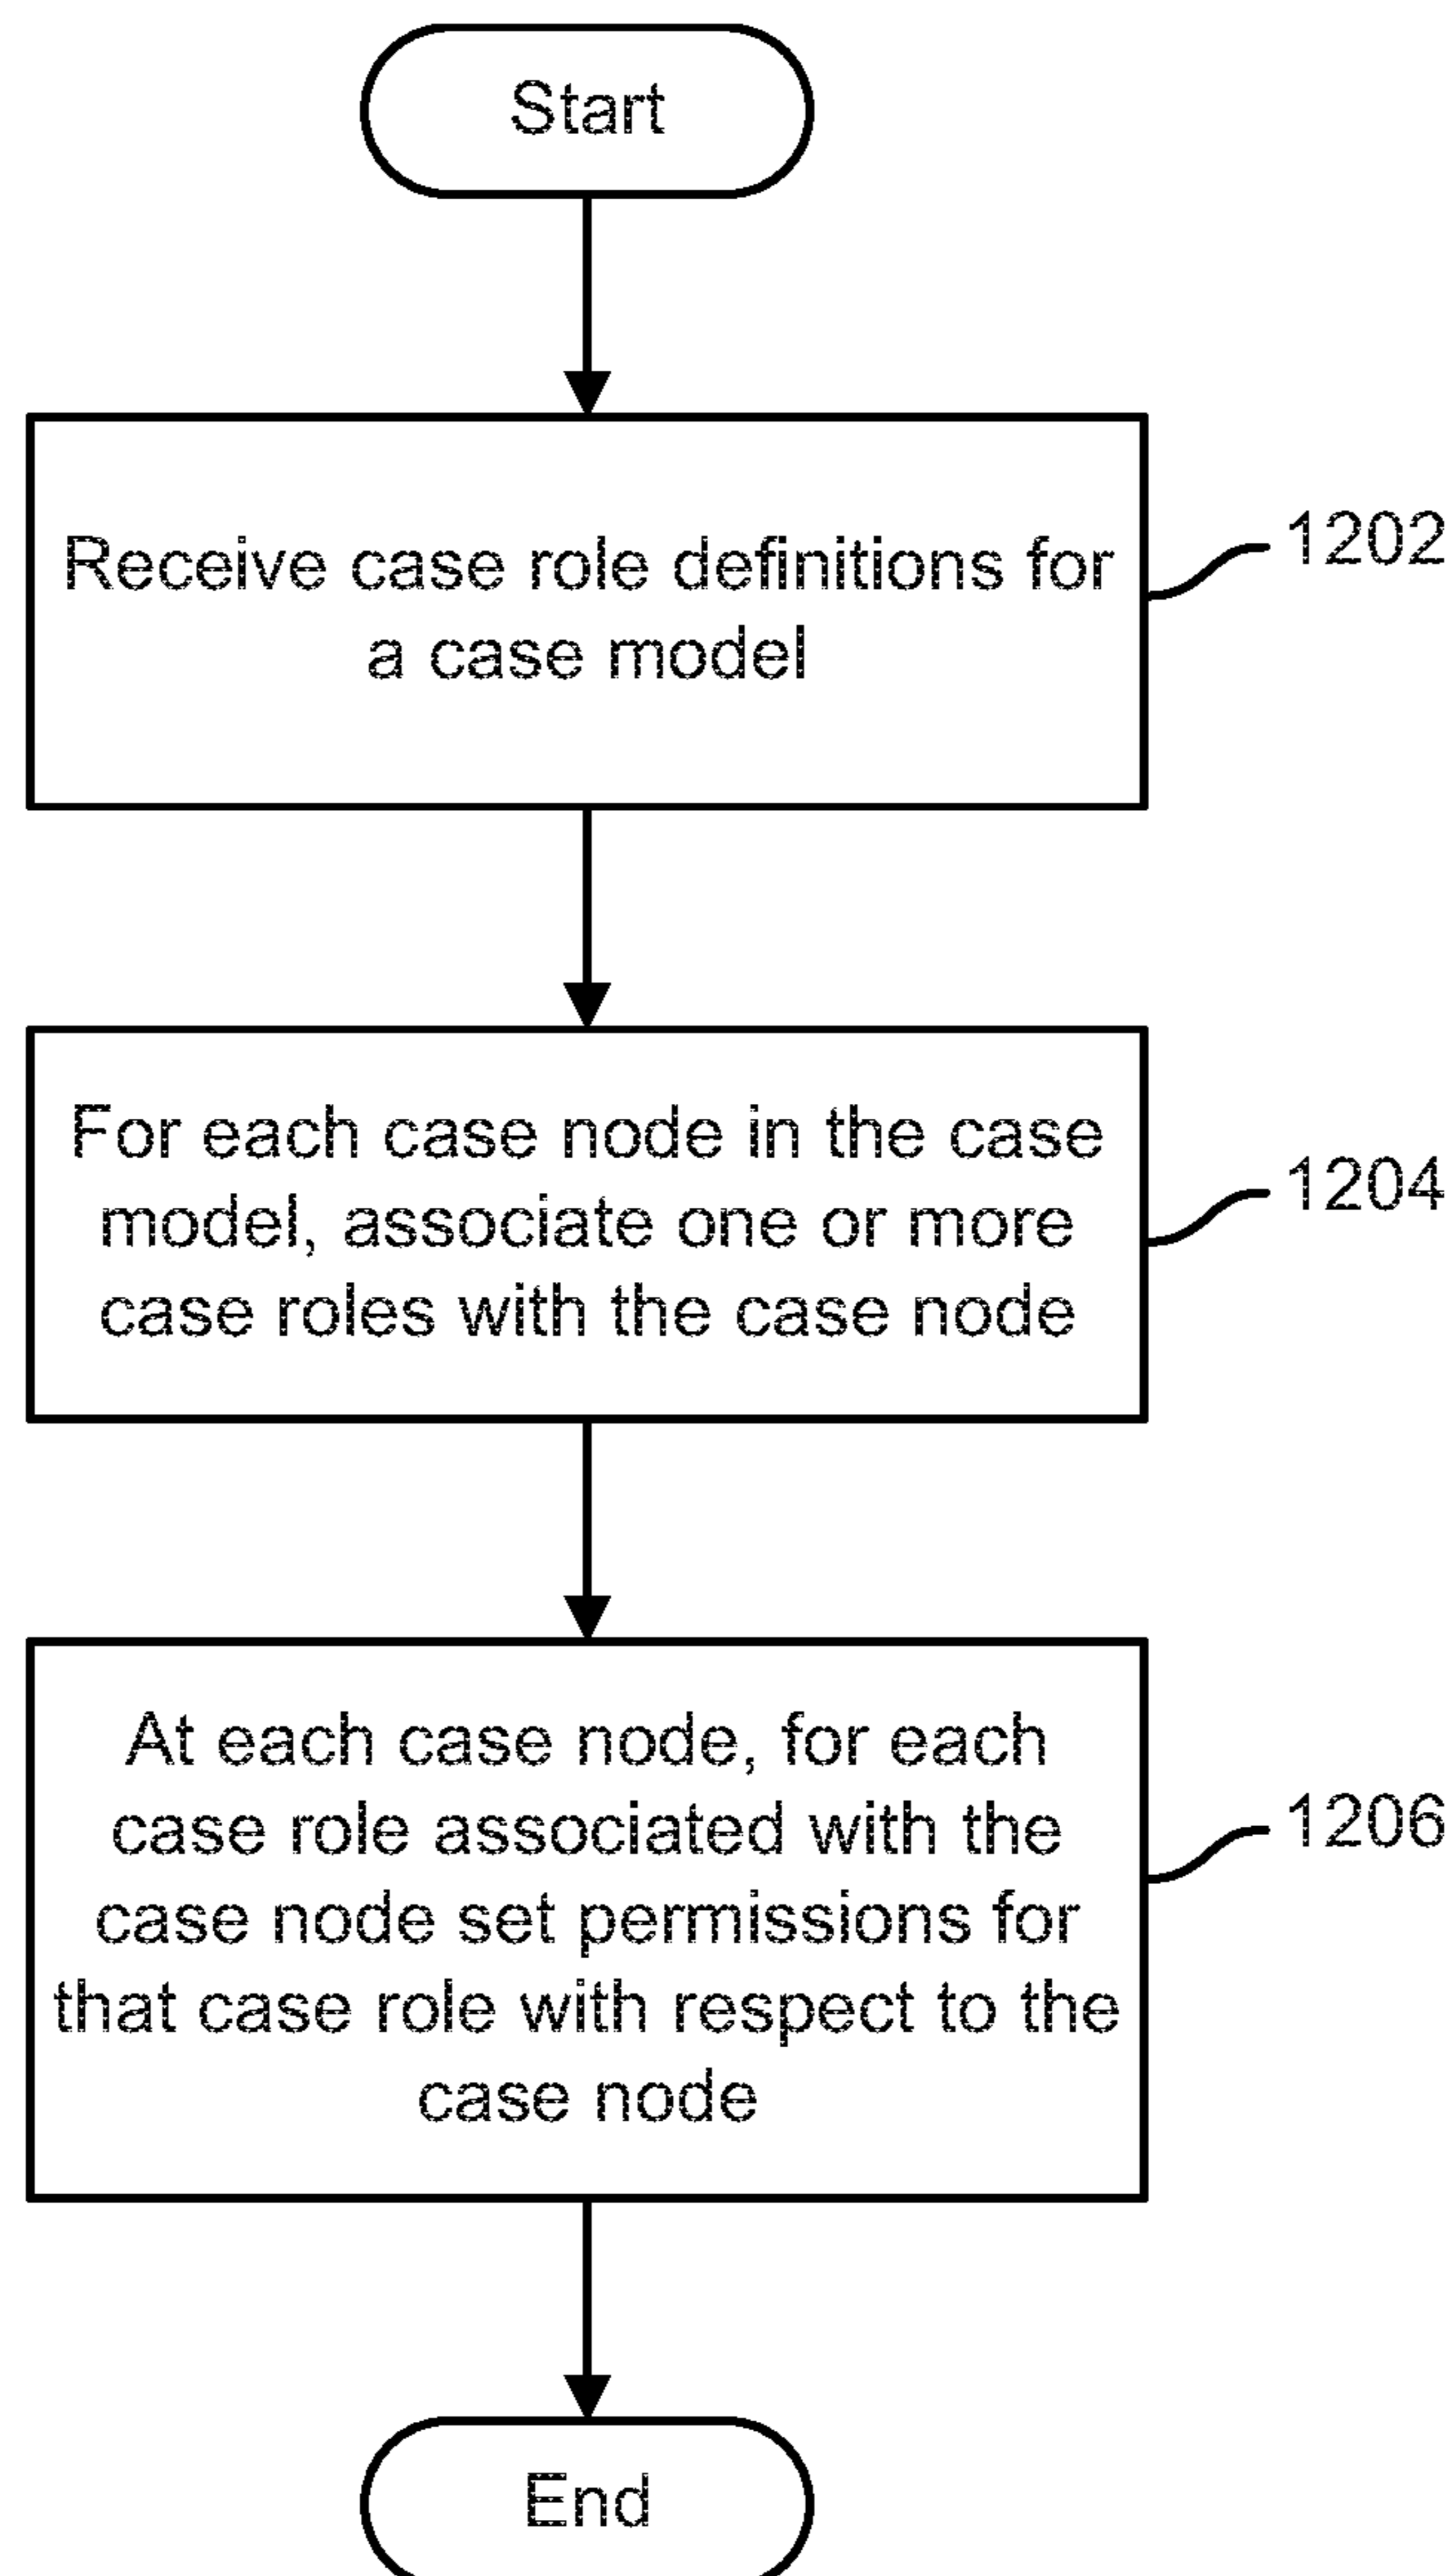 Start
Receive case role definitions for
a case model
1202
For each case node in the case
model, associate one or more
case roles with the case node
1204
At each case node, for each
case role associated with the
case node set permissions for
that case role with respect to the
case node
1206
End